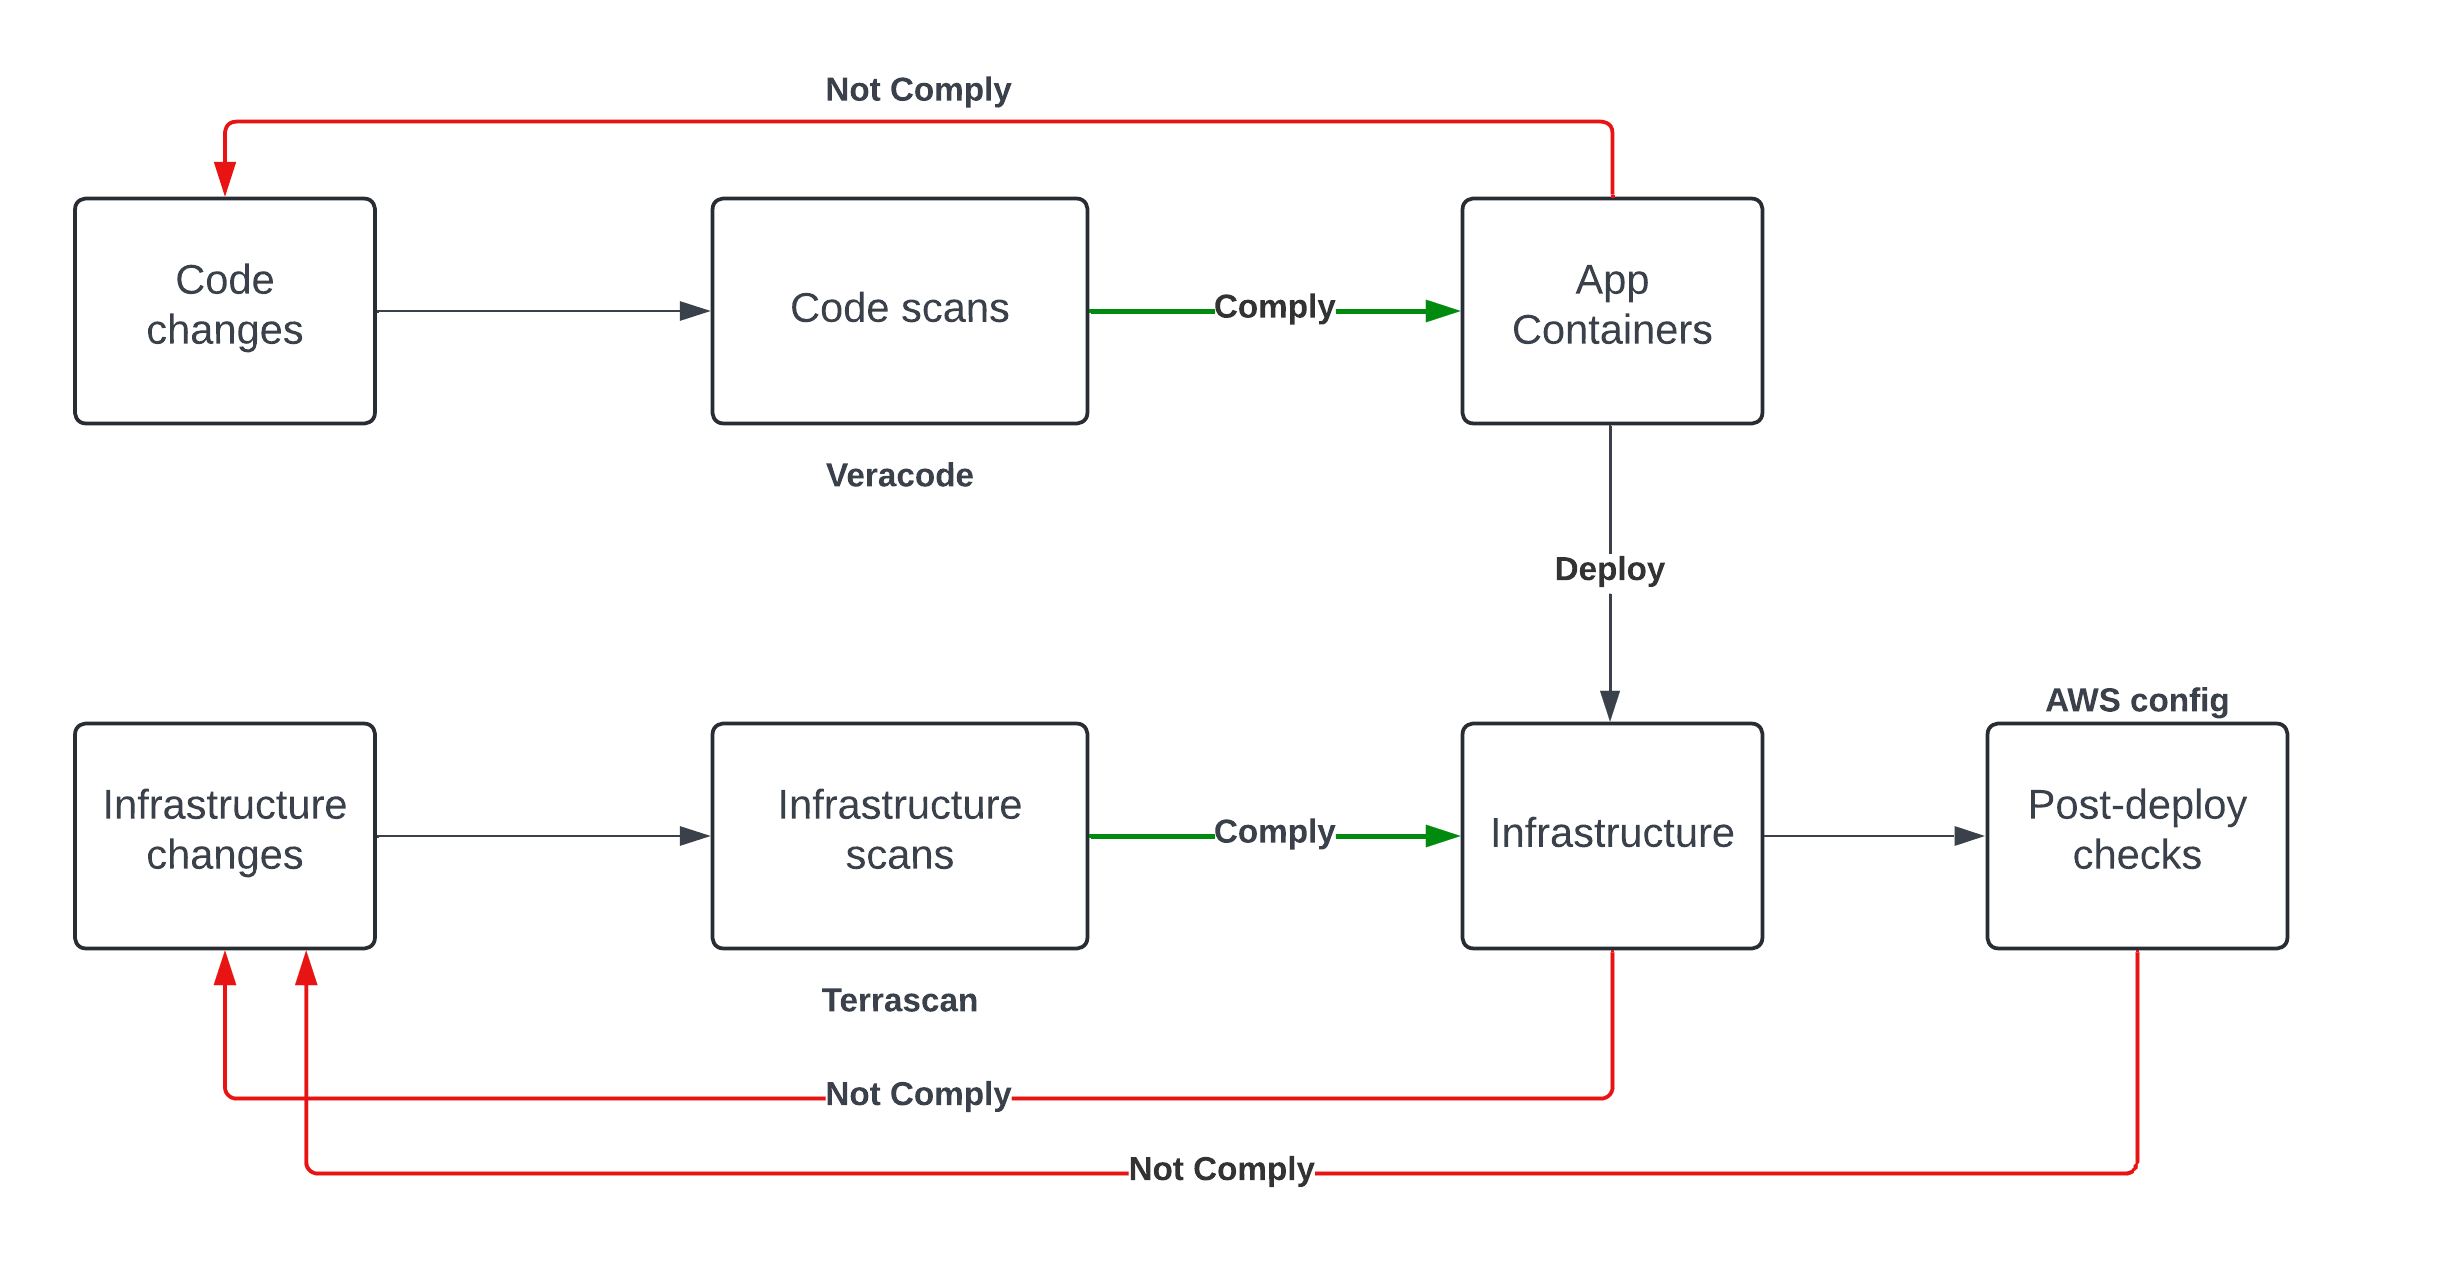 Not Comply
Code
changes
Code scans
Comply
App
Containers
Veracode
Deploy
AWS config
Infrastructure
changes
Infrastructure
scans
Comply
Infrastructure
Post-deploy
checks
Terrascan
Not Comply
Not Comply